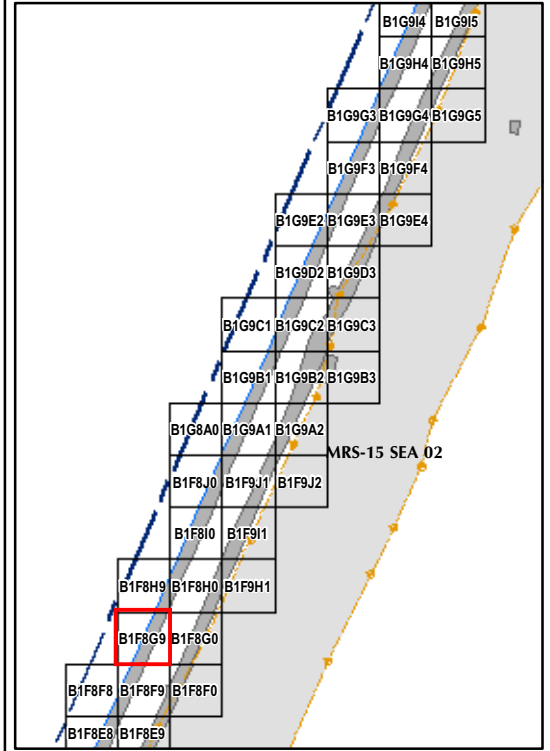 B1G9I4 B1G9I5
B1G9H4 B1G9H5
B1G9G3 B1G9G4 B1G9G5
B1G9F3 B1G9F4
B1G9E2 B1G9E3 B1G9E4
B1G9D2 B1G9D3
B1G9C1 B1G9C2 B1G9C3
B1G9B1 B1G9B2 B1G9B3
B1G8A0 B1G9A1 B1G9A2
MRS-15 SEA 02
B1F8J0 B1F9J1 B1F9J2
B1F8I0 B1F9I1
B1F8H9 B1F8H0 B1F9H1
B1F8G9 B1F8G0
B1F8F8 B1F8F9 B1F8F0
B1F8E8 B1F8E9